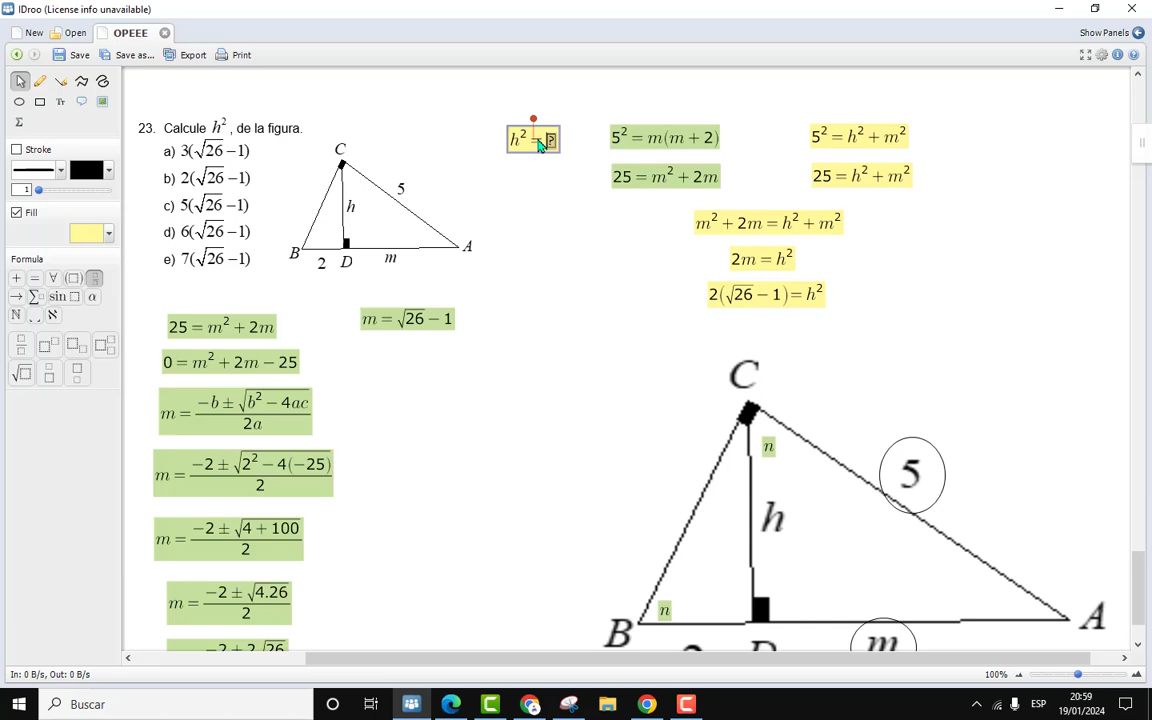 IDroo (License info unavailable)
New Open OPEEE Show Panels
Save Save as... Export Print
Stroke
1
Fill
Formula
23. Calcule h², de la figura.
a) 3(√26 −1)
b) 2(√26 −1)
c) 5(√26 −1)
d) 6(√26 −1)
e) 7(√26 −1)
C
5
h
B 2 D m A
h² = ?
5² = m(m + 2)
25 = m² + 2m
5² = h² + m²
25 = h² + m²
m² + 2m = h² + m²
2m = h²
2(√26 − 1) = h²
25 = m² + 2m
0 = m² + 2m − 25
m = (−b ± √(b² − 4ac))/2a
m = (−2 ± √(2² − 4(−25)))/2
m = (−2 ± √(4 + 100))/2
m = (−2 ± √4.26)/2
−2 ± 2√26
m = √26 − 1
C
n
5
h
n
B A
D m
In: 0 B/s, Out: 0 B/s 100%
Buscar
ESP
20:59
19/01/2024